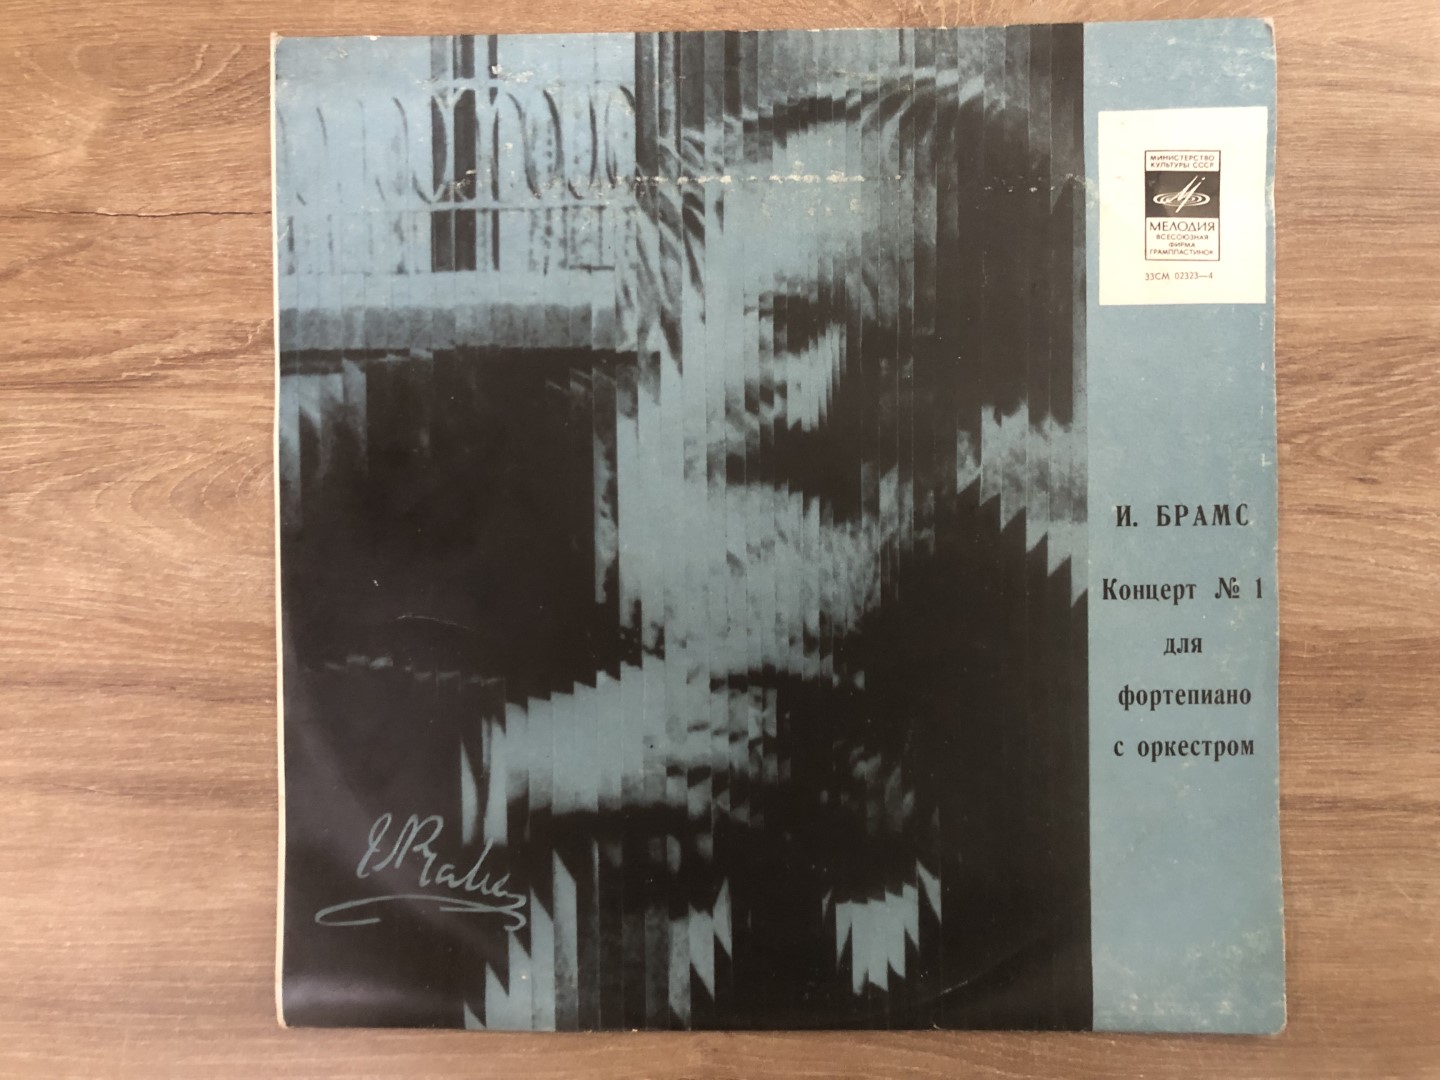 МИНИСТЕРСТВО
КУЛЬТУРЫ СССР
МЕЛОДИЯ
ВСЕСОЮЗНАЯ
ФИРМА
ГРАМПЛАСТИНОК
33СМ 02323—4
И. БРАМС
Концерт № 1
для
фортепиано
с оркестром